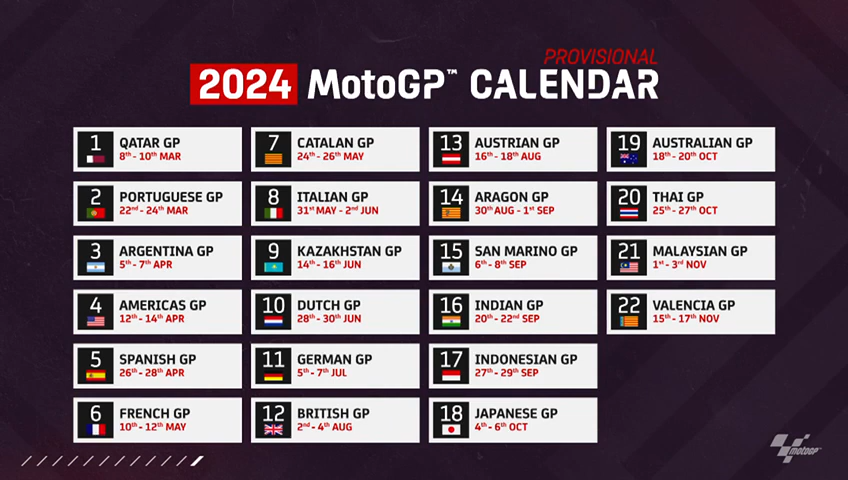 PROVISIONAL
2024 MotoGP™ CALENDAR
1 QATAR GP
8th - 10th MAR
2 PORTUGUESE GP
22nd - 24th MAR
3 ARGENTINA GP
5th - 7th APR
4 AMERICAS GP
12th - 14th APR
5 SPANISH GP
26th - 28th APR
6 FRENCH GP
10th - 12th MAY
7 CATALAN GP
24th - 26th MAY
8 ITALIAN GP
31st MAY - 2nd JUN
9 KAZAKHSTAN GP
14th - 16th JUN
10 DUTCH GP
28th - 30th JUN
11 GERMAN GP
5th - 7th JUL
12 BRITISH GP
2nd - 4th AUG
13 AUSTRIAN GP
16th - 18th AUG
14 ARAGON GP
30th AUG - 1st SEP
15 SAN MARINO GP
6th - 8th SEP
16 INDIAN GP
20th - 22nd SEP
17 INDONESIAN GP
27th - 29th SEP
18 JAPANESE GP
4th - 6th OCT
19 AUSTRALIAN GP
18th - 20th OCT
20 THAI GP
25th - 27th OCT
21 MALAYSIAN GP
1st - 3rd NOV
22 VALENCIA GP
15th - 17th NOV
MotoGP